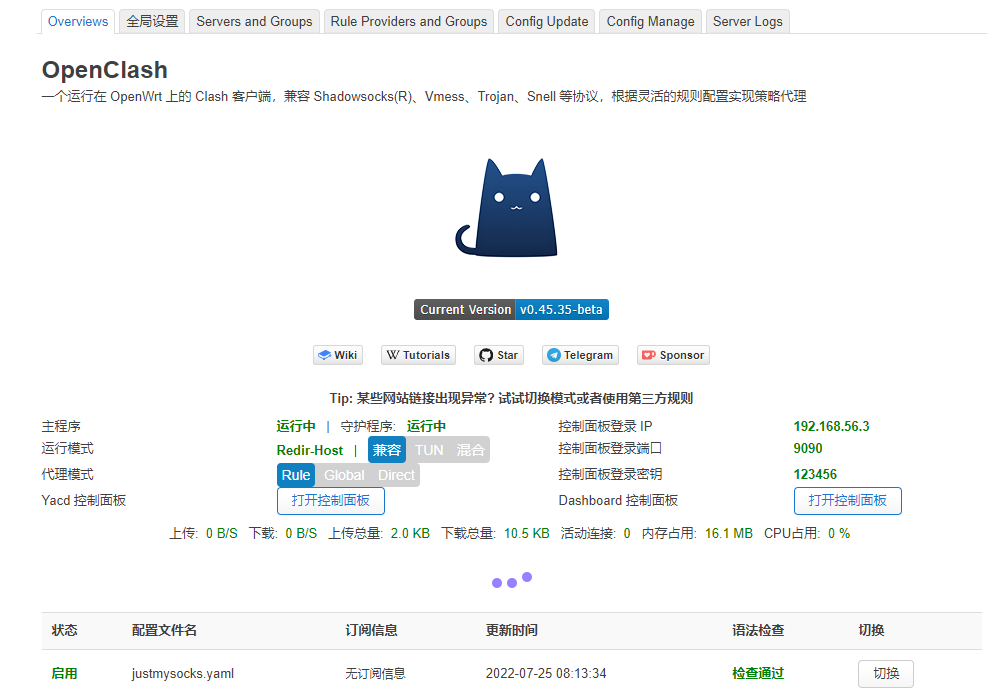 Overviews 全局设置 Servers and Groups Rule Providers and Groups Config Update Config Manage Server Logs
OpenClash
一个运行在 OpenWrt 上的 Clash 客户端，兼容 Shadowsocks(R)、Vmess、Trojan、Snell 等协议，根据灵活的规则配置实现策略代理
Current Version v0.45.35-beta
Wiki Tutorials Star Telegram Sponsor
Tip: 某些网站链接出现异常? 试试切换模式或者使用第三方规则
主程序 运行中 | 守护程序: 运行中 控制面板登录 IP 192.168.56.3
运行模式 Redir-Host | 兼容 TUN 混合 控制面板登录端口 9090
代理模式 Rule Global Direct 控制面板登录密钥 123456
Yacd 控制面板 打开控制面板 Dashboard 控制面板 打开控制面板
上传: 0 B/S 下载: 0 B/S 上传总量: 2.0 KB 下载总量: 10.5 KB 活动连接: 0 内存占用: 16.1 MB CPU占用: 0 %
状态 配置文件名 订阅信息 更新时间 语法检查 切换
启用 justmysocks.yaml 无订阅信息 2022-07-25 08:13:34 检查通过 切换